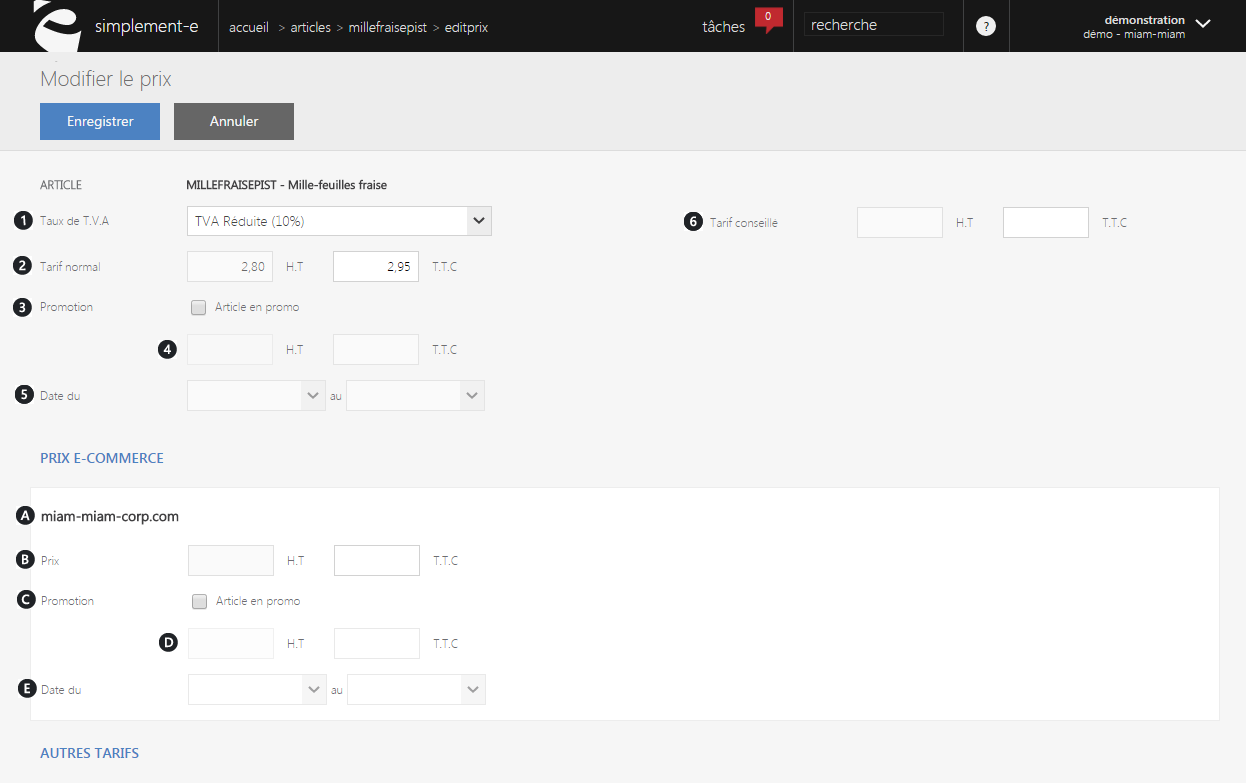 simplement-e accueil > articles > millefraisepist > editprix tâches 0 recherche ? démonstration
démo - miam-miam
Modifier le prix
Enregistrer Annuler
ARTICLE MILLEFRAISEPIST - Mille-feuilles fraise
1 Taux de T.V.A TVA Réduite (10%) 6 Tarif conseillé H.T T.T.C
2 Tarif normal 2,80 H.T 2,95 T.T.C
3 Promotion Article en promo
4 H.T T.T.C
5 Date du au
PRIX E-COMMERCE
A miam-miam-corp.com
B Prix H.T T.T.C
C Promotion Article en promo
D H.T T.T.C
E Date du au
AUTRES TARIFS